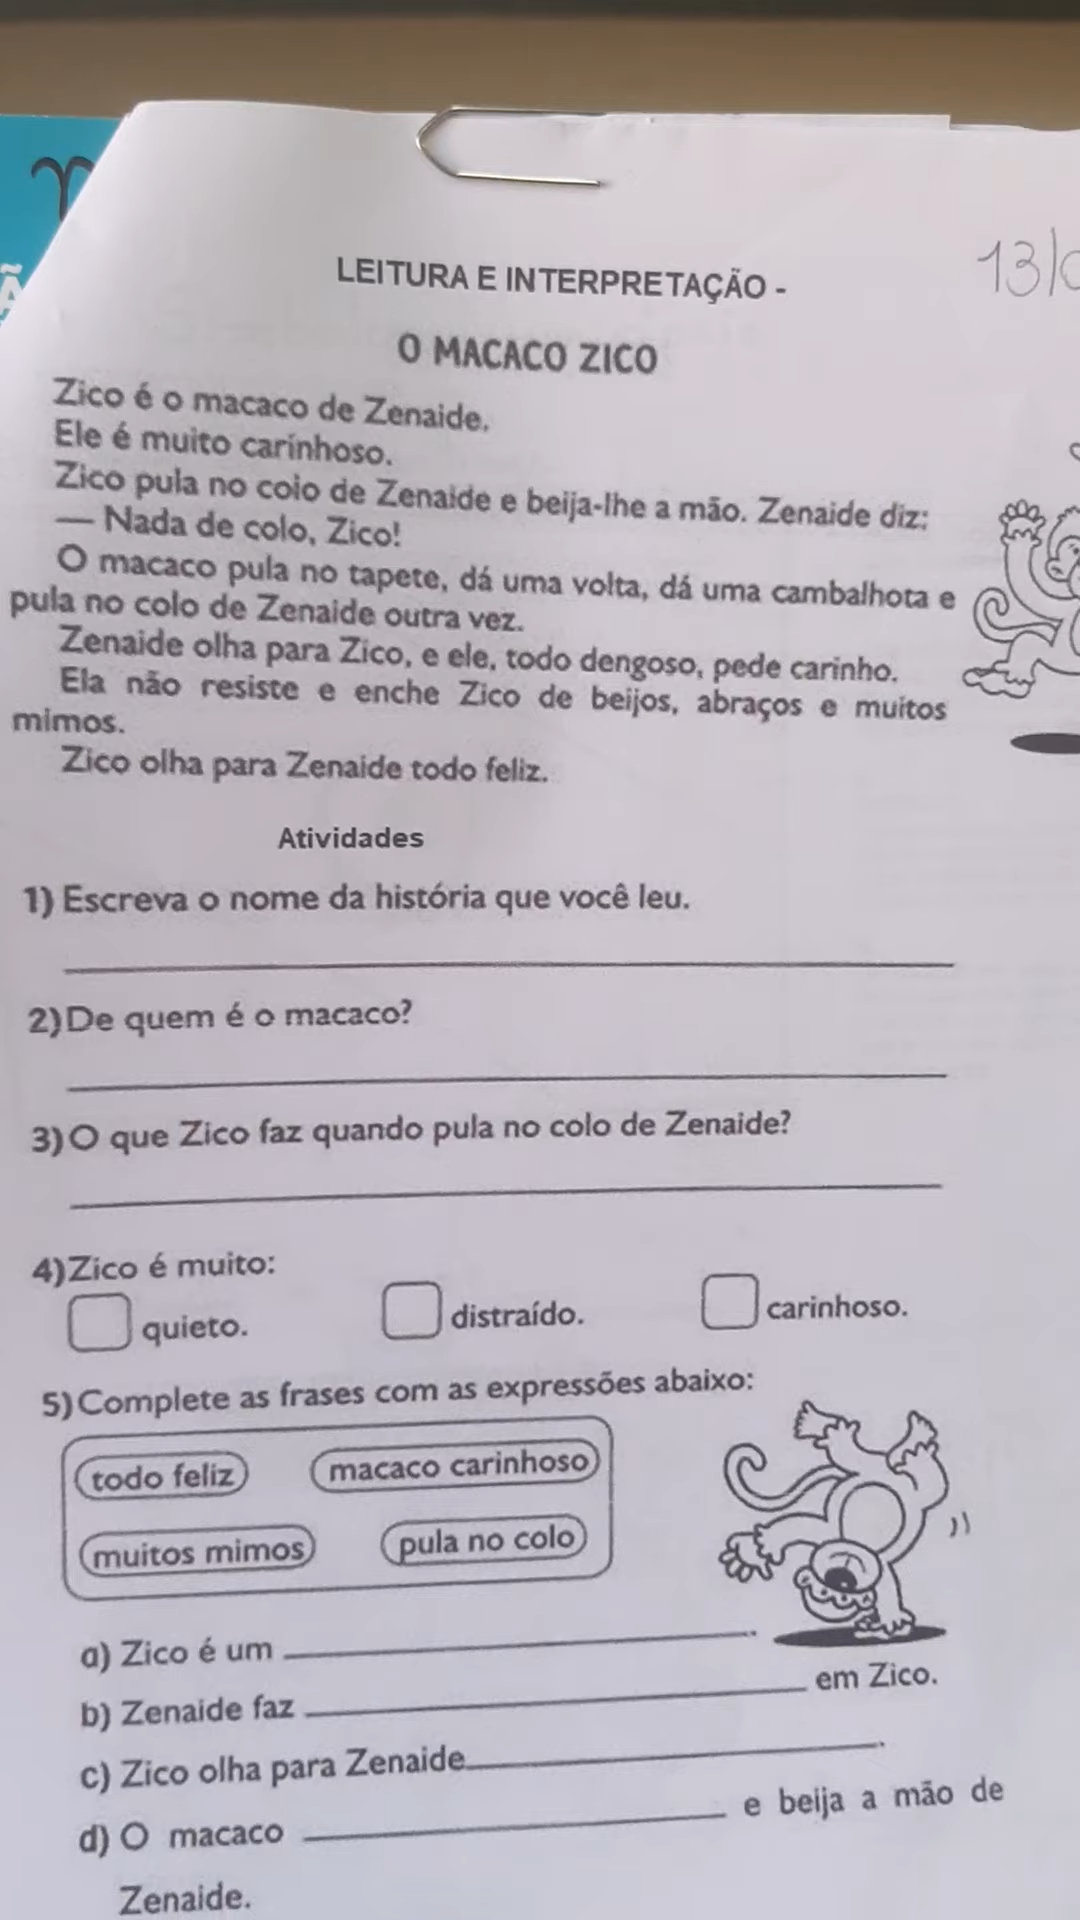 LEITURA E INTERPRETAÇÃO -
O MACACO ZICO
Zico é o macaco de Zenaide.
Ele é muito carinhoso.
Zico pula no colo de Zenaide e beija-lhe a mão. Zenaide diz:
— Nada de colo, Zico!
O macaco pula no tapete, dá uma volta, dá uma cambalhota e
pula no colo de Zenaide outra vez.
Zenaide olha para Zico, e ele, todo dengoso, pede carinho.
Ela não resiste e enche Zico de beijos, abraços e muitos
mimos.
Zico olha para Zenaide todo feliz.
Atividades
1) Escreva o nome da história que você leu.
2) De quem é o macaco?
3) O que Zico faz quando pula no colo de Zenaide?
4) Zico é muito:
quieto. distraído. carinhoso.
5) Complete as frases com as expressões abaixo:
todo feliz macaco carinhoso
muitos mimos pula no colo
a) Zico é um ____.
b) Zenaide faz ____ em Zico.
c) Zico olha para Zenaide ____.
d) O macaco ____ e beija a mão de
Zenaide.